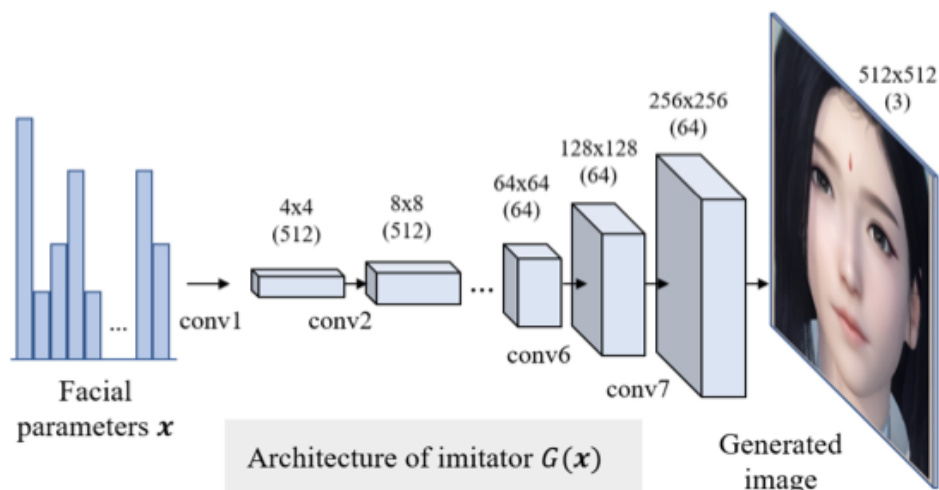 512x512
(3)
256x256
(64)
128x128
(64)
64x64
(64)
8x8
(512)
4x4
(512)
...
...
conv1
conv2
conv6
conv7
Facial
parameters x
Architecture of imitator G(x)
Generated
image